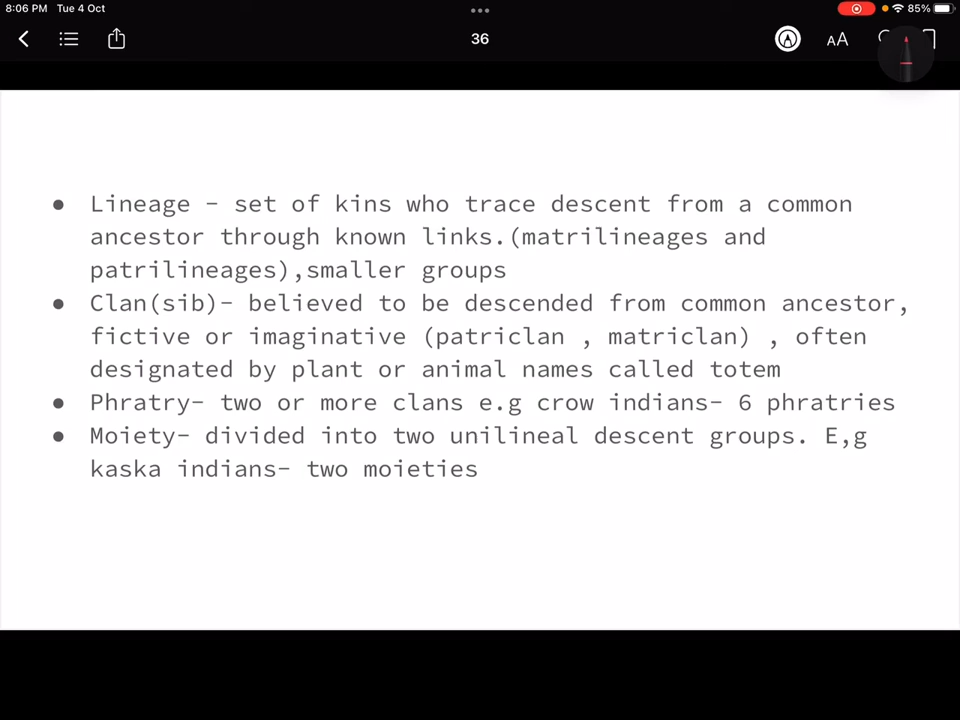 8:06 PM Tue 4 Oct
85%
36
AA
● Lineage - set of kins who trace descent from a common
ancestor through known links.(matrilineages and
patrilineages),smaller groups
● Clan(sib)- believed to be descended from common ancestor,
fictive or imaginative (patriclan , matriclan) , often
designated by plant or animal names called totem
● Phratry- two or more clans e.g crow indians- 6 phratries
● Moiety- divided into two unilineal descent groups. E,g
kaska indians- two moieties